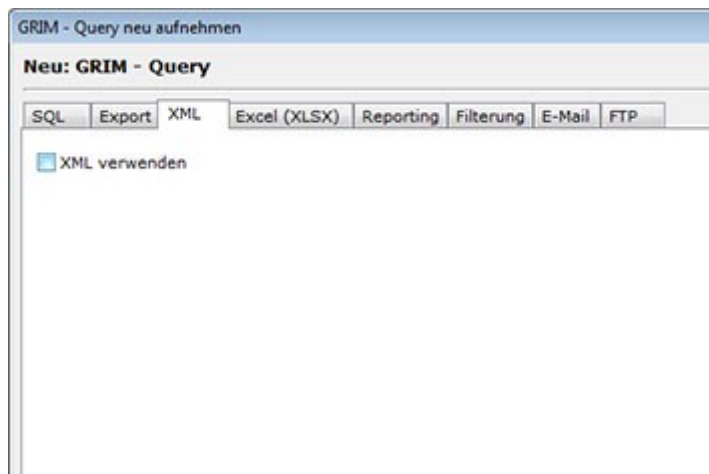 GRIM - Query neu aufnehmen
Neu: GRIM - Query
SQL Export XML Excel (XLSX) Reporting Filterung E-Mail FTP
XML verwenden